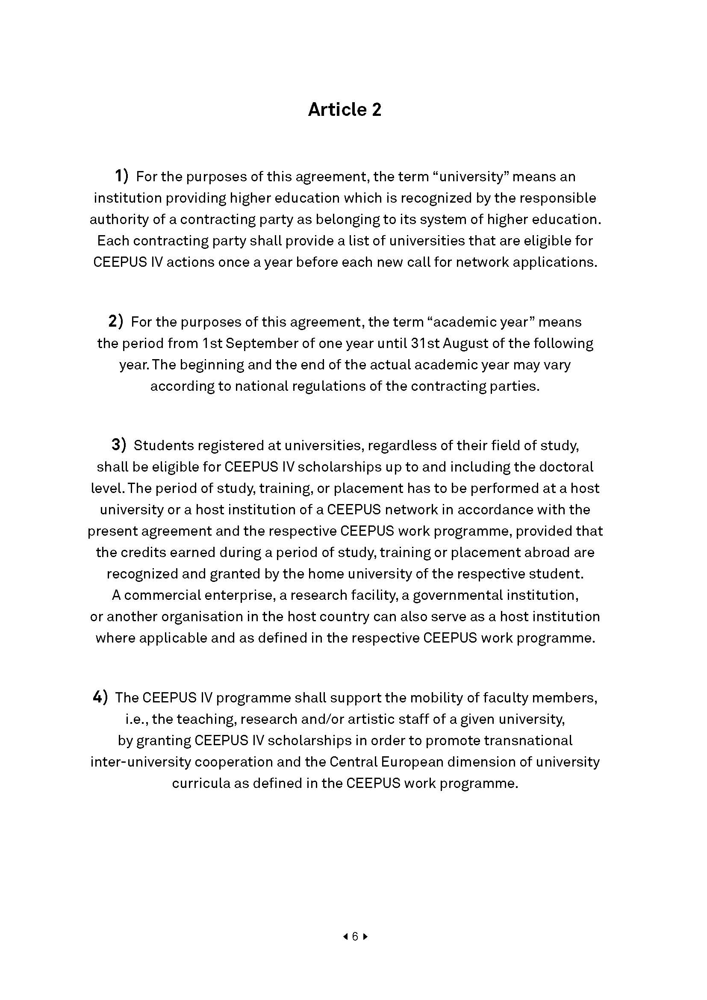 Article 2
1) For the purposes of this agreement, the term “university” means an
institution providing higher education which is recognized by the responsible
authority of a contracting party as belonging to its system of higher education.
Each contracting party shall provide a list of universities that are eligible for
CEEPUS IV actions once a year before each new call for network applications.
2) For the purposes of this agreement, the term “academic year” means
the period from 1st September of one year until 31st August of the following
year. The beginning and the end of the actual academic year may vary
according to national regulations of the contracting parties.
3) Students registered at universities, regardless of their field of study,
shall be eligible for CEEPUS IV scholarships up to and including the doctoral
level. The period of study, training, or placement has to be performed at a host
university or a host institution of a CEEPUS network in accordance with the
present agreement and the respective CEEPUS work programme, provided that
the credits earned during a period of study, training or placement abroad are
recognized and granted by the home university of the respective student.
A commercial enterprise, a research facility, a governmental institution,
or another organisation in the host country can also serve as a host institution
where applicable and as defined in the respective CEEPUS work programme.
4) The CEEPUS IV programme shall support the mobility of faculty members,
i.e., the teaching, research and/or artistic staff of a given university,
by granting CEEPUS IV scholarships in order to promote transnational
inter-university cooperation and the Central European dimension of university
curricula as defined in the CEEPUS work programme.
◀ 6 ▶